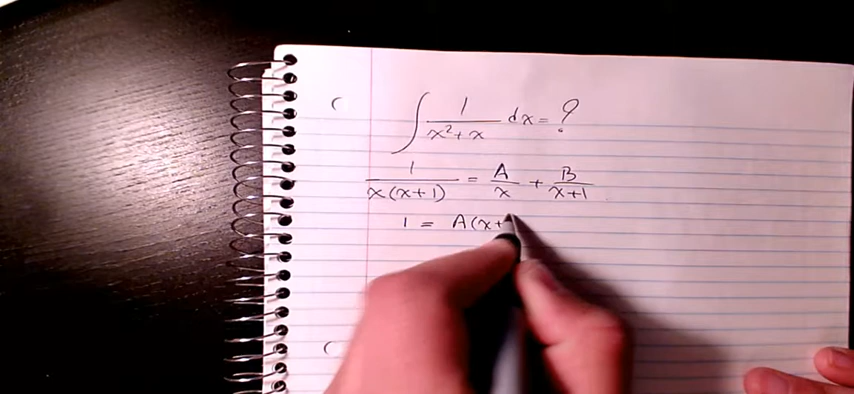 ( ∫ 1/(x²+x) dx = ?
1/(x(x+1)) = A/x + B/(x+1)
1 = A(x+
(